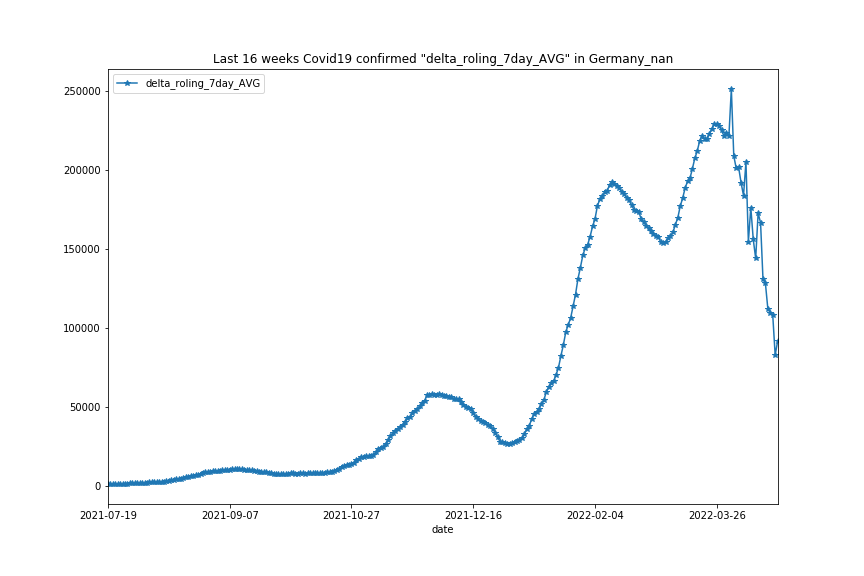 Last 16 weeks Covid19 confirmed "delta_roling_7day_AVG" in Germany_nan
delta_roling_7day_AVG
250000
200000
150000
100000
50000
0
2021-07-19 2021-09-07 2021-10-27 2021-12-16 2022-02-04 2022-03-26
date